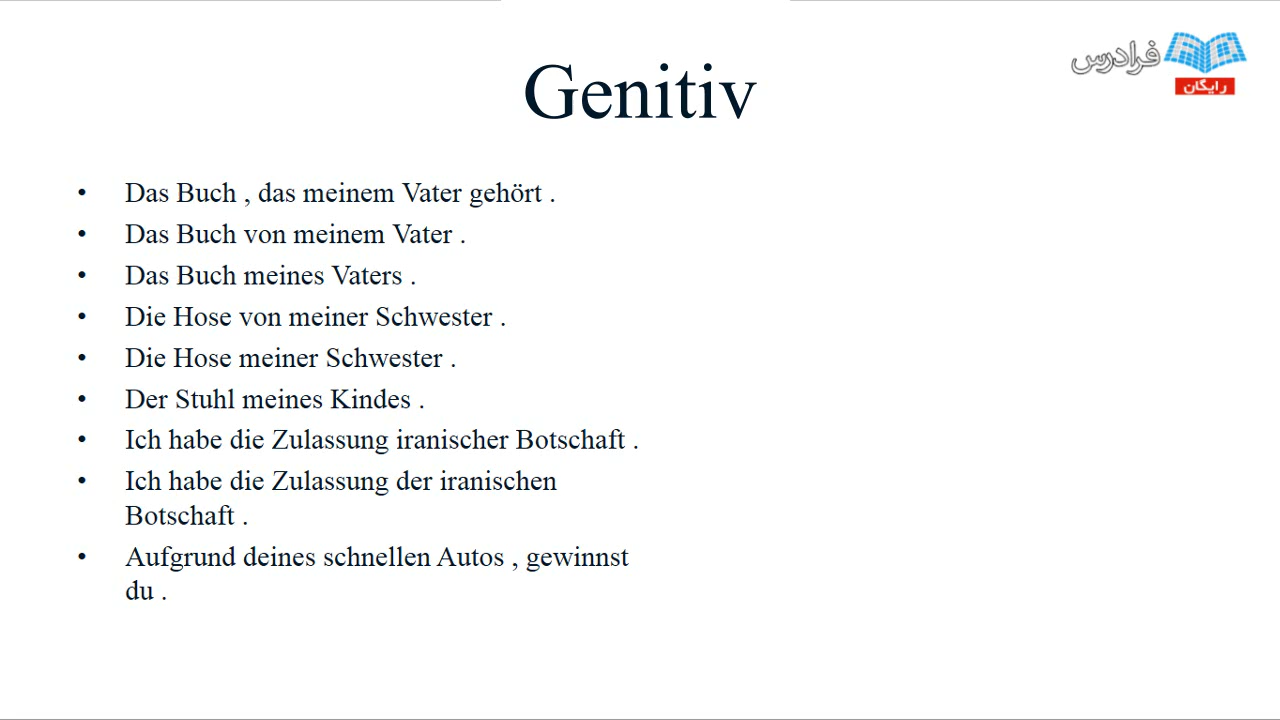 فرادرس
رایگان
Genitiv
• Das Buch , das meinem Vater gehört .
• Das Buch von meinem Vater .
• Das Buch meines Vaters .
• Die Hose von meiner Schwester .
• Die Hose meiner Schwester .
• Der Stuhl meines Kindes .
• Ich habe die Zulassung iranischer Botschaft .
• Ich habe die Zulassung der iranischen
Botschaft .
• Aufgrund deines schnellen Autos , gewinnst
du .